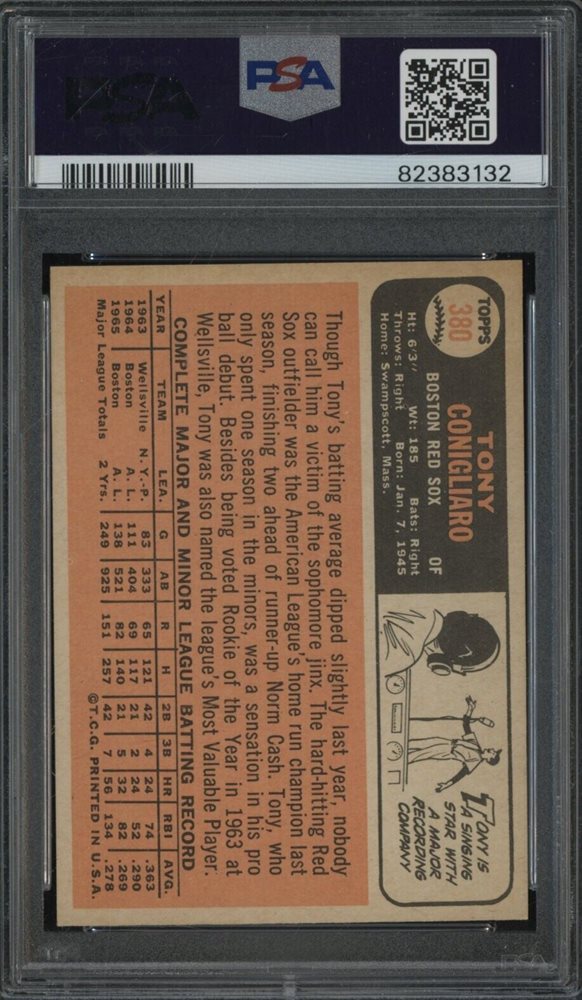 PSA
PSA
82383132
TOPPS
380
TONY
CONIGLIARO
BOSTON RED SOX OF
Ht: 6'3" Wt: 185 Bats: Right
Throws: Right Born: Jan. 7, 1945
Home: Swampscott, Mass.
TONY IS
A SINGING
STAR WITH
A MAJOR
RECORDING
COMPANY
Though Tony's batting average dipped slightly last year, nobody
can call him a victim of the sophomore jinx. The hard-hitting Red
Sox outfielder was the American League's home run champion last
season, finishing two ahead of runner-up Norm Cash. Tony, who
only spent one season in the minors, was a sensation in his pro
ball debut. Besides being voted Rookie of the Year in 1963 at
Wellsville, Tony was also named the league's Most Valuable Player.
COMPLETE MAJOR AND MINOR LEAGUE BATTING RECORD
YEAR TEAM LEA. G AB R H 2B 3B HR RBI AVG.
1963 Wellsville N.Y.-P. 83 333 65 121 42 4 24 74 .363
1964 Boston A. L. 111 404 69 117 21 2 24 52 .290
1965 Boston A. L. 138 521 82 140 21 5 32 82 .269
Major League Totals 2 Yrs. 249 925 151 257 42 7 56 134 .278
©T.C.G. PRINTED IN U.S.A.
PSA